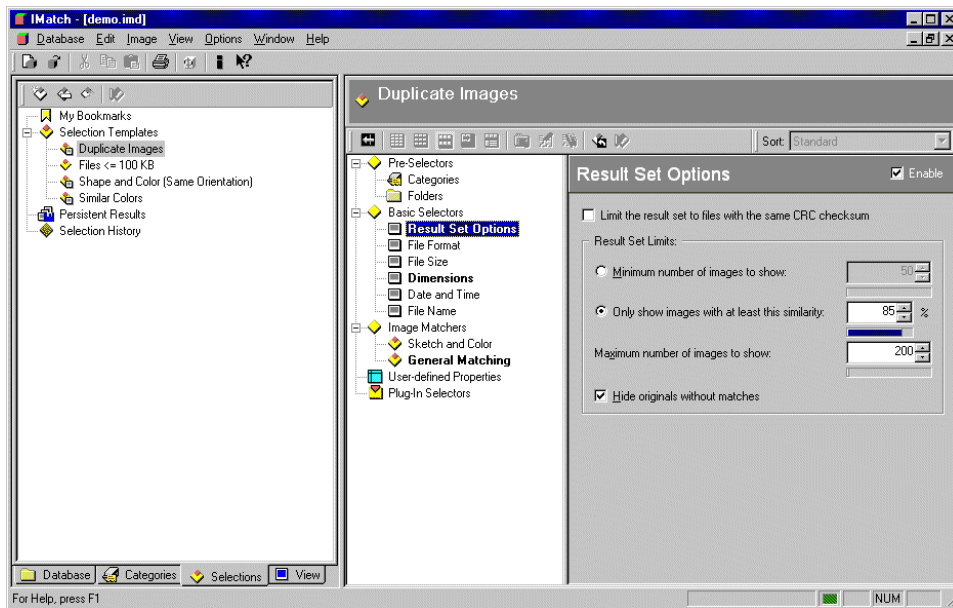 IMatch - [demo.imd]
Database Edit Image View Options Window Help
My Bookmarks
Selection Templates
Duplicate Images
Files <= 100 KB
Shape and Color (Same Orientation)
Similar Colors
Persistent Results
Selection History
Database Categories Selections View
Duplicate Images
Sort: Standard
Pre-Selectors
Categories
Folders
Basic Selectors
Result Set Options
File Format
File Size
Dimensions
Date and Time
File Name
Image Matchers
Sketch and Color
General Matching
User-defined Properties
Plug-In Selectors
Result Set Options Enable
Limit the result set to files with the same CRC checksum
Result Set Limits:
Minimum number of images to show: 50
Only show images with at least this similarity: 85 %
Maximum number of images to show: 200
Hide originals without matches
For Help, press F1 NUM